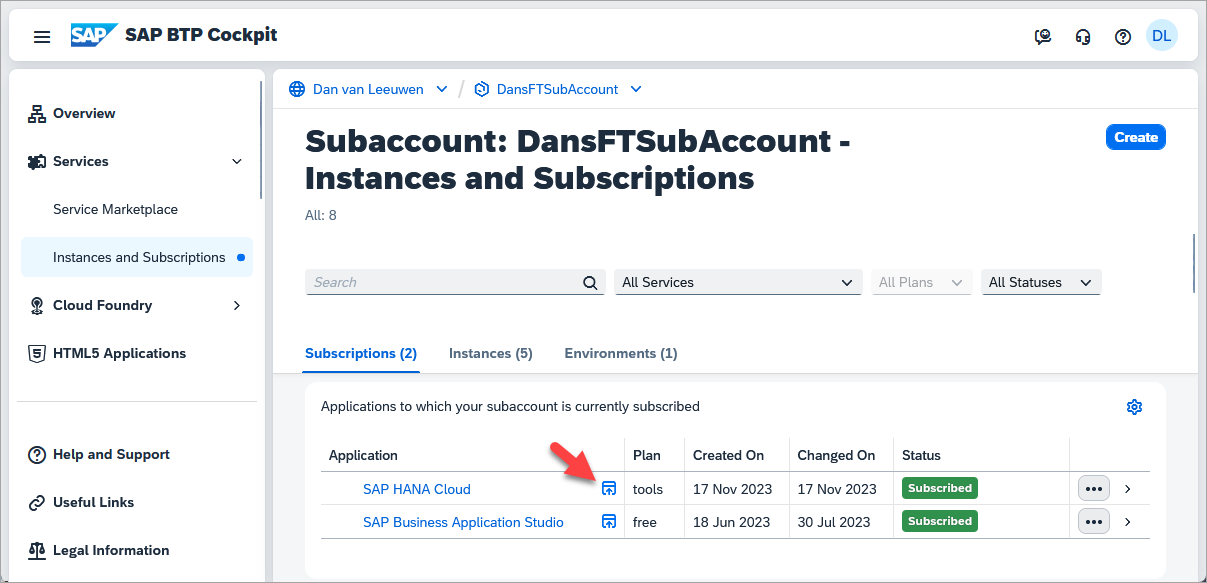 SAP SAP BTP Cockpit
DL
Overview
Services
Service Marketplace
Instances and Subscriptions
Cloud Foundry
HTML5 Applications
Help and Support
Useful Links
Legal Information
Dan van Leeuwen / DansFTSubAccount
Subaccount: DansFTSubAccount -
Instances and Subscriptions
Create
All: 8
Search All Services All Plans All Statuses
Subscriptions (2) Instances (5) Environments (1)
Applications to which your subaccount is currently subscribed
Application Plan Created On Changed On Status
SAP HANA Cloud tools 17 Nov 2023 17 Nov 2023 Subscribed
SAP Business Application Studio free 18 Jun 2023 30 Jul 2023 Subscribed